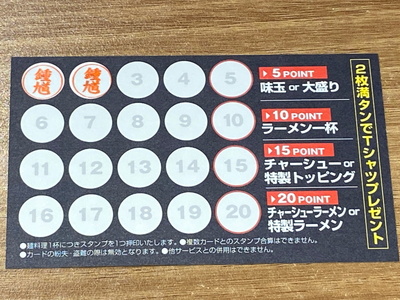 鍾馗 鍾馗 3 4 5
6 7 8 9 10
11 12 13 14 15
16 17 18 19 20
5 POINT
味玉 or 大盛り
10 POINT
ラーメン一杯
15 POINT
チャーシュー or
特製トッピング
20 POINT
チャーシューラーメン or
特製ラーメン
2枚満タンでTシャツプレゼント
●麺料理1杯につきスタンプを1つ押印いたします。●複数カードとのスタンプ合算はできません。
●カードの紛失・盗難の際は無効となります。●他サービスとの併用はできません。